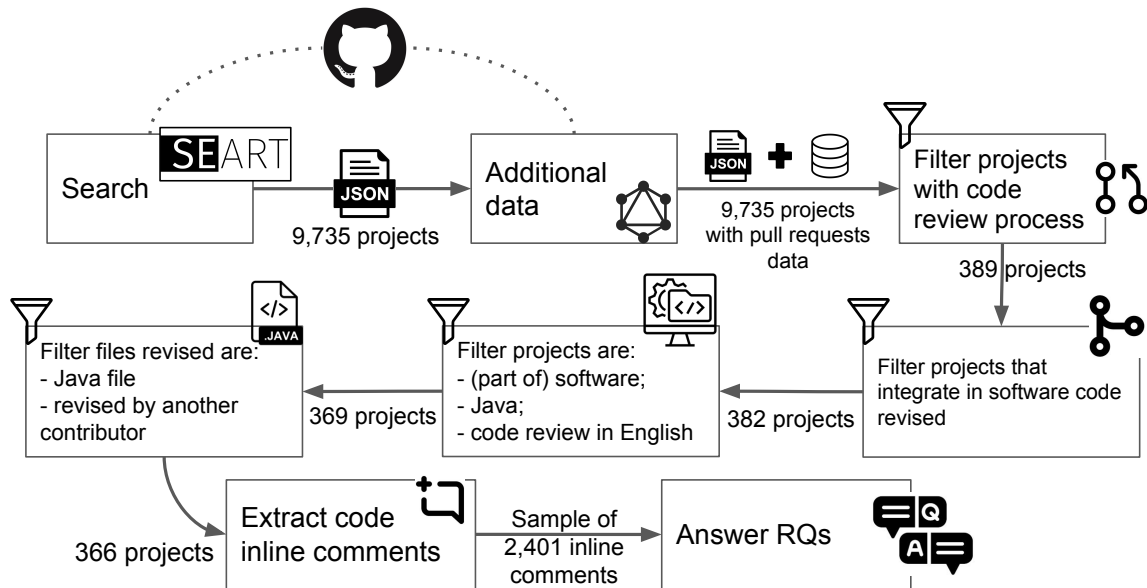 SEART
Search
JSON
9,735 projects
Additional
data
JSON
9,735 projects
with pull requests
data
Filter projects
with code
review process
389 projects
Filter projects that
integrate in software code
revised
382 projects
</>
Filter projects are:
- (part of) software;
- Java;
- code review in English
369 projects
</>
.JAVA
Filter files revised are:
- Java file
- revised by another
contributor
366 projects
Extract code
inline comments
Sample of
2,401 inline
comments
Answer RQs
Q
A